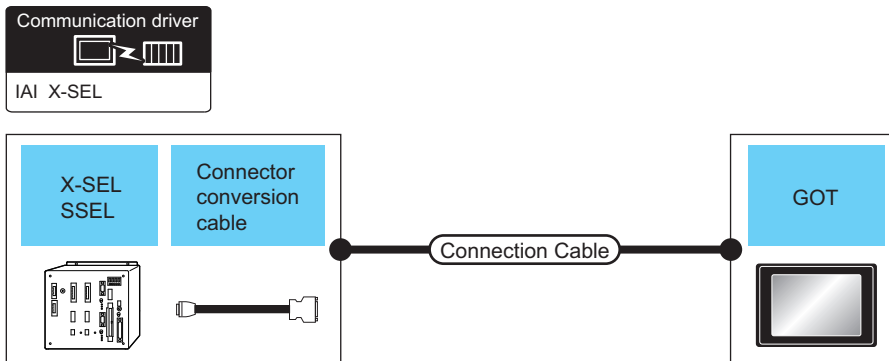 Communication driver
IAI X-SEL
X-SEL
SSEL
Connector
conversion
cable
Connection Cable
GOT